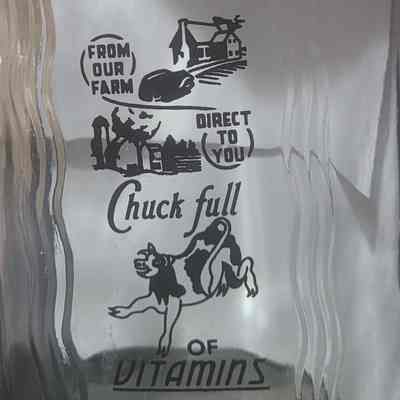 FROM
OUR
FARM
DIRECT
TO
YOU
Chuck full
OF
VITAMINS